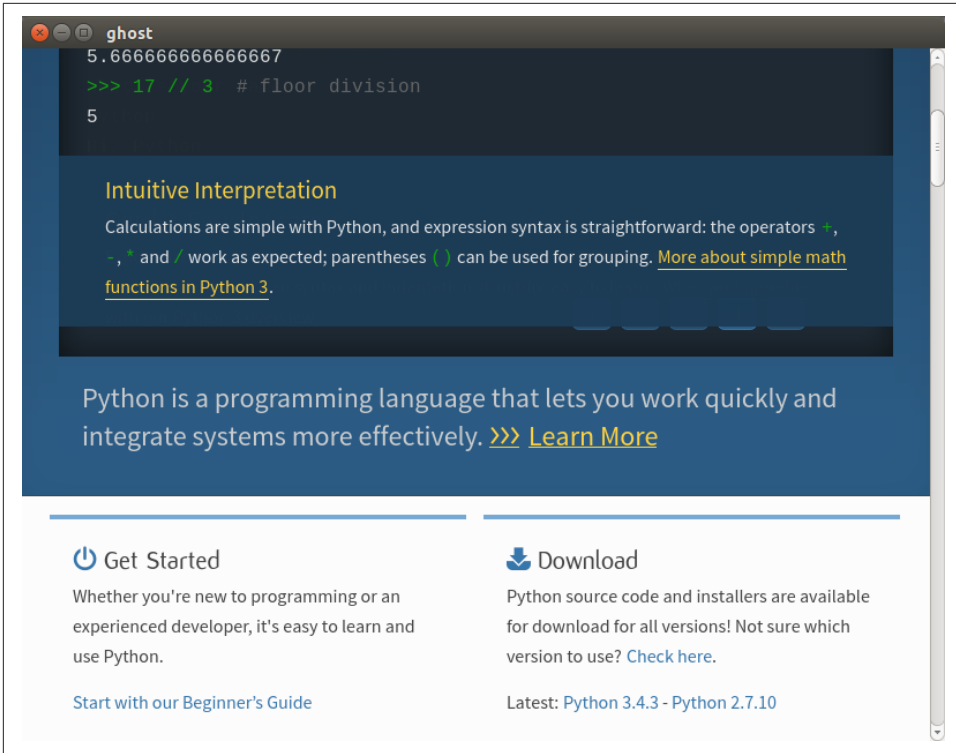 ghost
5.666666666666667
>>> 17 // 3  # floor division
5
Intuitive Interpretation
Calculations are simple with Python, and expression syntax is straightforward: the operators +,
-, * and / work as expected; parentheses () can be used for grouping. More about simple math
functions in Python 3.
Python is a programming language that lets you work quickly and
integrate systems more effectively. >>> Learn More
Get Started
Whether you're new to programming or an
experienced developer, it's easy to learn and
use Python.
Start with our Beginner’s Guide
Download
Python source code and installers are available
for download for all versions! Not sure which
version to use? Check here.
Latest: Python 3.4.3 - Python 2.7.10